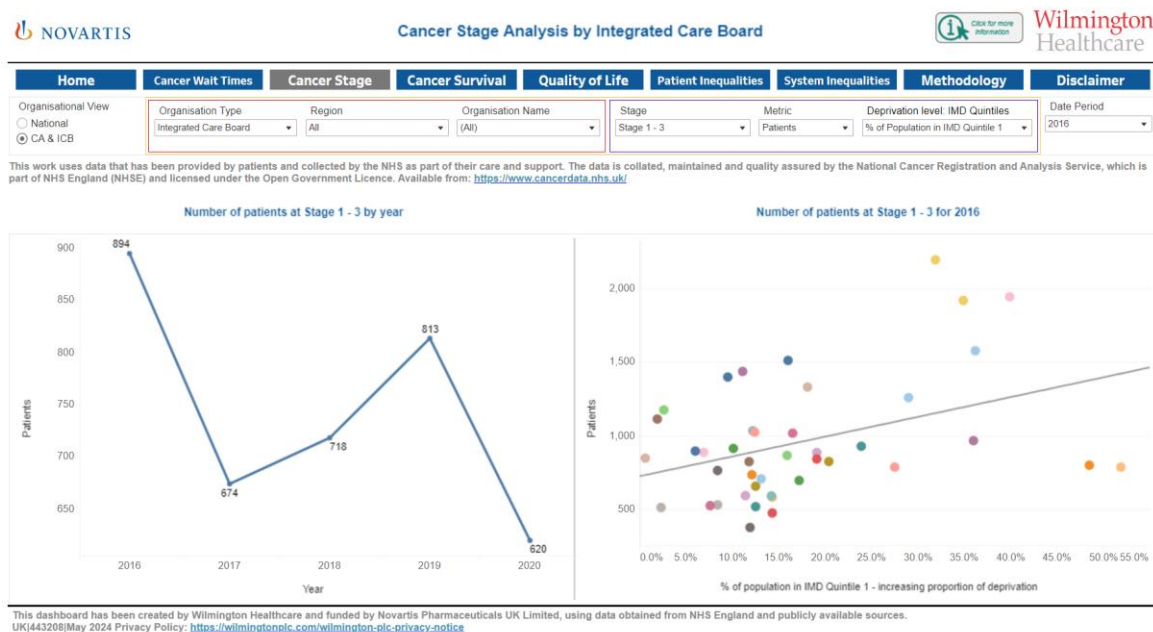 NOVARTIS
Cancer Stage Analysis by Integrated Care Board
Click for more
information
Wilmington
Healthcare
Home
Cancer Wait Times
Cancer Stage
Cancer Survival
Quality of Life
Patient Inequalities
System Inequalities
Methodology
Disclaimer
Organisational View
National
CA & ICB
Organisation Type
Integrated Care Board
Region
All
Organisation Name
(All)
Stage
Stage 1 - 3
Metric
Patients
Deprivation level: IMD Quintiles
% of Population in IMD Quintile 1
Date Period
2016
This work uses data that has been provided by patients and collected by the NHS as part of their care and support. The data is collated, maintained and quality assured by the National Cancer Registration and Analysis Service, which is
part of NHS England (NHSE) and licensed under the Open Government Licence. Available from: https://www.cancerdata.nhs.uk/
Number of patients at Stage 1 - 3 by year
900
850
800
750
700
650
Patients
894
674
718
813
620
2016
2017
2018
2019
2020
Year
Number of patients at Stage 1 - 3 for 2016
2,000
1,500
1,000
500
Patients
0.0%
5.0%
10.0%
15.0%
20.0%
25.0%
30.0%
35.0%
40.0%
45.0%
50.0%
55.0%
% of population in IMD Quintile 1 - increasing proportion of deprivation
This dashboard has been created by Wilmington Healthcare and funded by Novartis Pharmaceuticals UK Limited, using data obtained from NHS England and publicly available sources.
UK|443208|May 2024 Privacy Policy: https://wilmingtonplc.com/wilmington-plc-privacy-notice